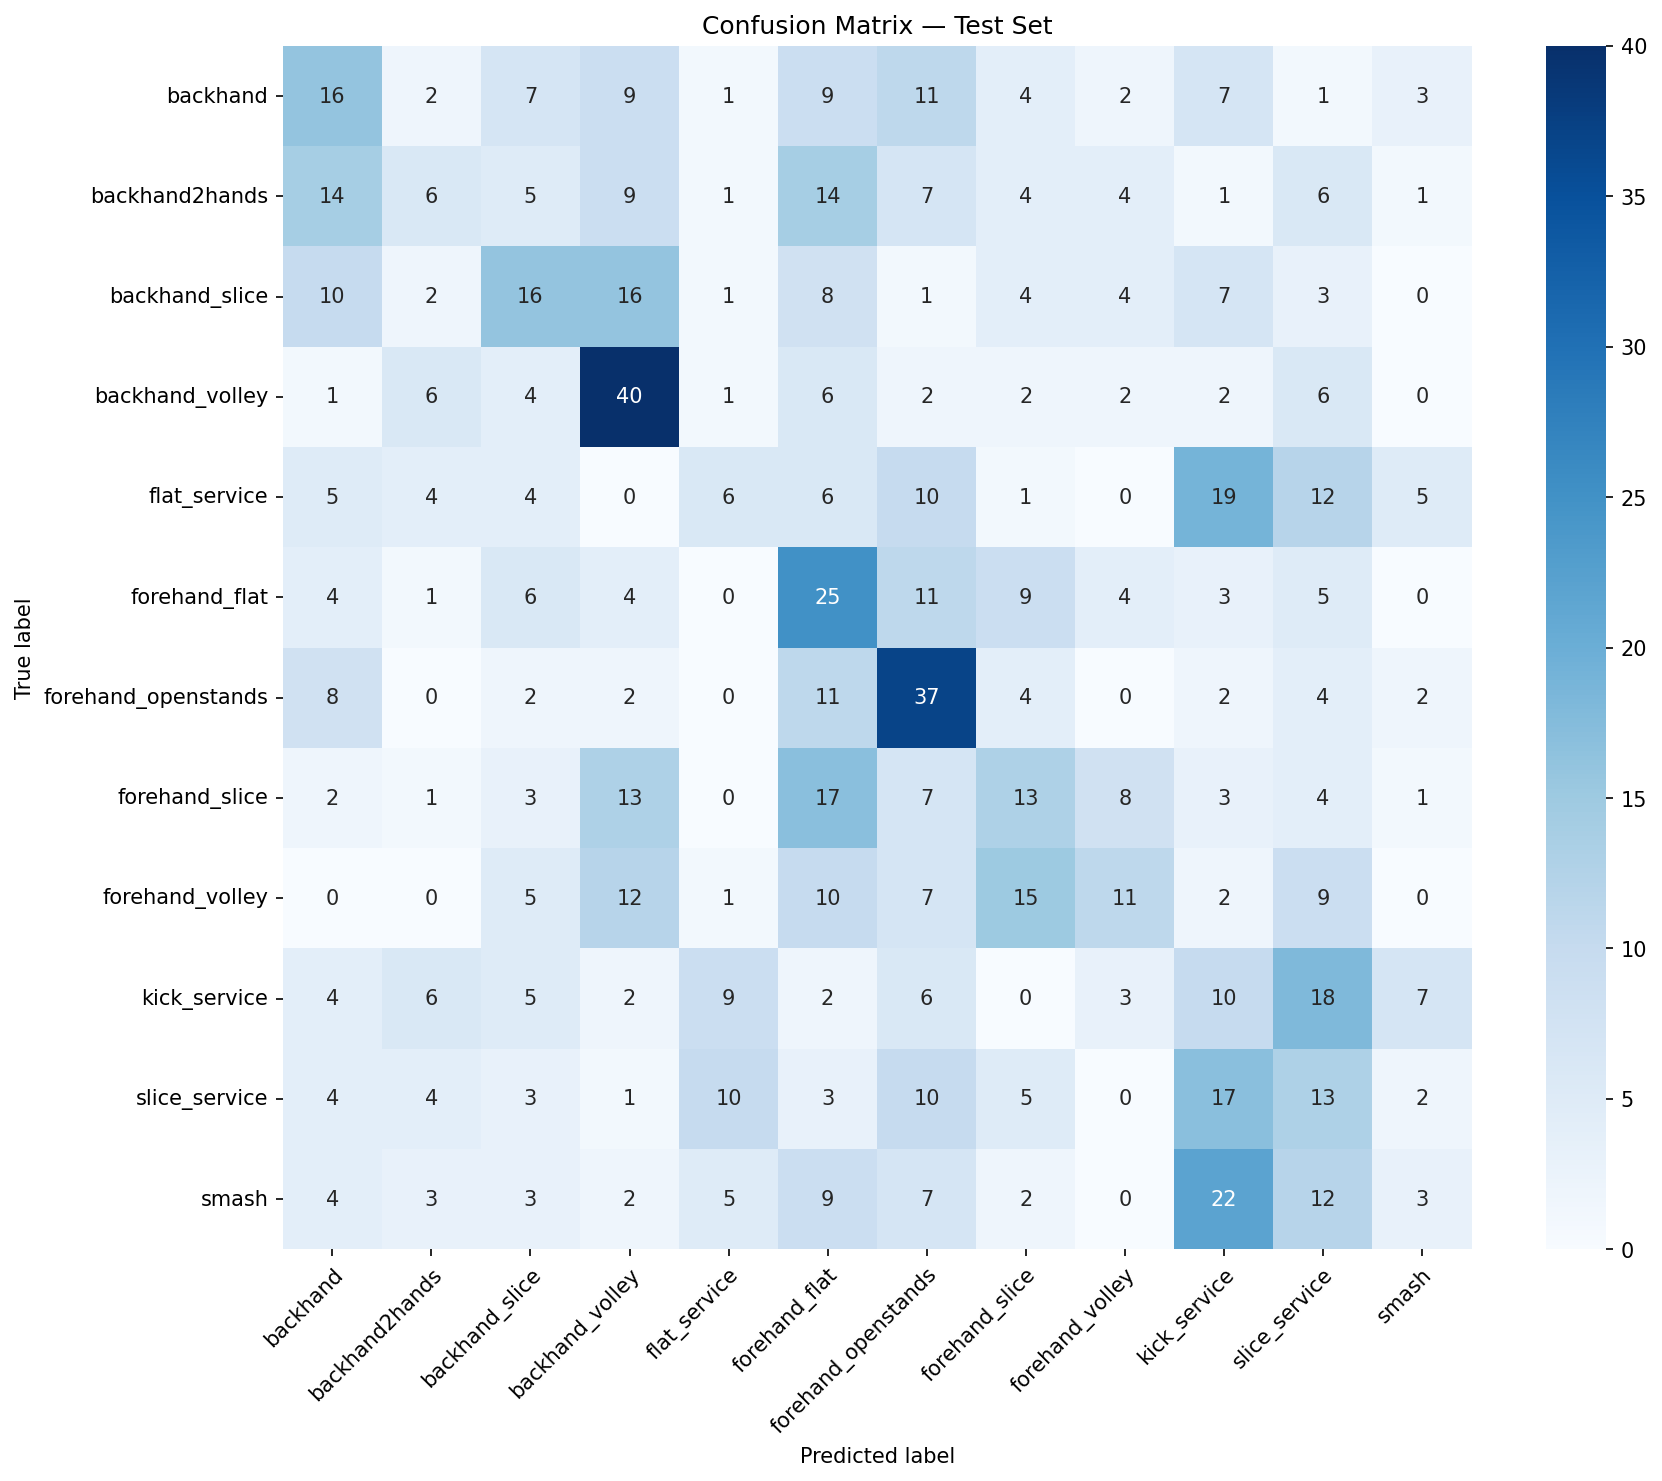 Confusion Matrix — Test Set
True label
backhand 16 2 7 9 1 9 11 4 2 7 1 3
backhand2hands 14 6 5 9 1 14 7 4 4 1 6 1
backhand_slice 10 2 16 16 1 8 1 4 4 7 3 0
backhand_volley 1 6 4 40 1 6 2 2 2 2 6 0
flat_service 5 4 4 0 6 6 10 1 0 19 12 5
forehand_flat 4 1 6 4 0 25 11 9 4 3 5 0
forehand_openstands 8 0 2 2 0 11 37 4 0 2 4 2
forehand_slice 2 1 3 13 0 17 7 13 8 3 4 1
forehand_volley 0 0 5 12 1 10 7 15 11 2 9 0
kick_service 4 6 5 2 9 2 6 0 3 10 18 7
slice_service 4 4 3 1 10 3 10 5 0 17 13 2
smash 4 3 3 2 5 9 7 2 0 22 12 3
backhand backhand2hands backhand_slice backhand_volley flat_service forehand_flat forehand_openstands forehand_slice forehand_volley kick_service slice_service smash
Predicted label
40
35
30
25
20
15
10
5
0